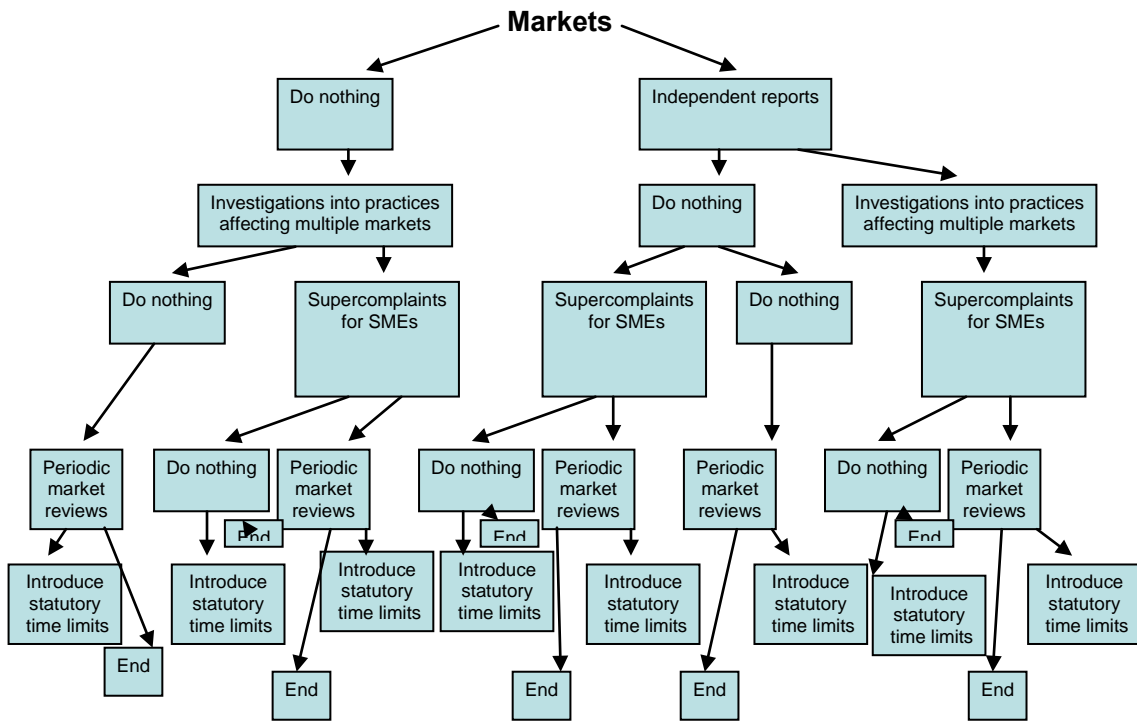 Markets
Do nothing
Independent reports
Investigations into practices
affecting multiple markets
Do nothing
Investigations into practices
affecting multiple markets
Do nothing
Supercomplaints
for SMEs
Supercomplaints
for SMEs
Do nothing
Supercomplaints
for SMEs
Periodic
market
reviews
Do nothing
Periodic
market
reviews
Do nothing
Periodic
market
reviews
Periodic
market
reviews
Do nothing
Periodic
market
reviews
End
End
End
Introduce
statutory
time limits
Introduce
statutory
time limits
Introduce
statutory
time limits
Introduce
statutory
time limits
Introduce
statutory
time limits
Introduce
statutory
time limits
Introduce
statutory
time limits
Introduce
statutory
time limits
End
End
End
End
End